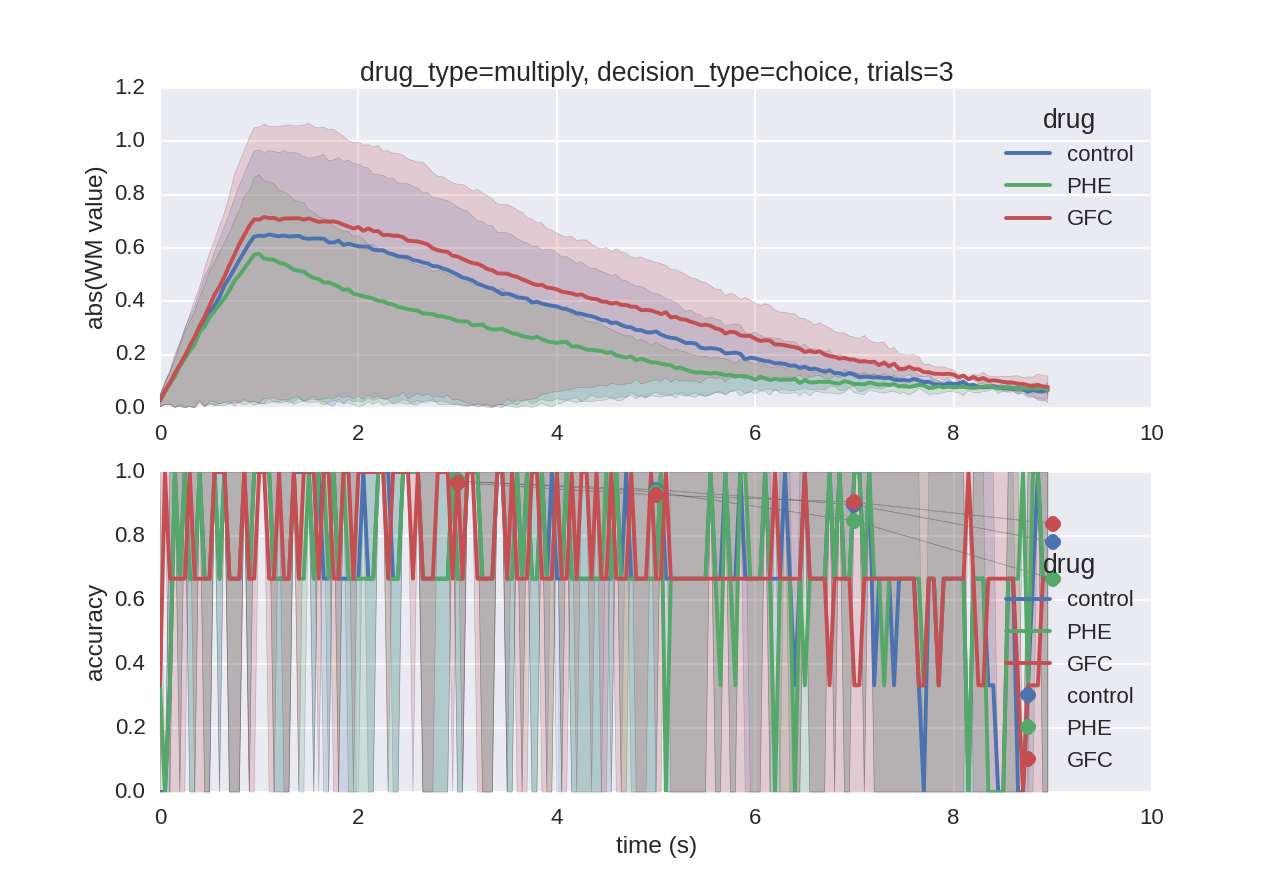 drug_type=multiply, decision_type=choice, trials=3
abs(WM value)
1.2
1.0
0.8
0.6
0.4
0.2
0.0
0 2 4 6 8 10
drug
control
PHE
GFC
accuracy
1.0
0.8
0.6
0.4
0.2
0.0
0 2 4 6 8 10
time (s)
drug
control
PHE
GFC
control
PHE
GFC